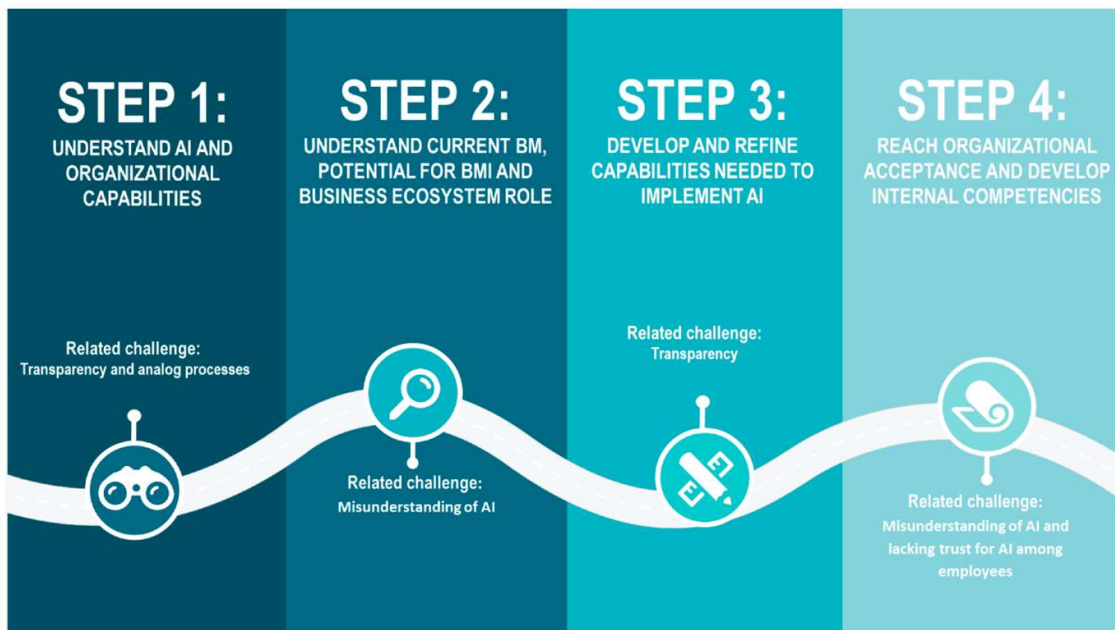 STEP 1:
UNDERSTAND AI AND
ORGANIZATIONAL
CAPABILITIES
Related challenge:
Transparency and analog processes
STEP 2:
UNDERSTAND CURRENT BM,
POTENTIAL FOR BMI AND
BUSINESS ECOSYSTEM ROLE
Related challenge:
Misunderstanding of AI
STEP 3:
DEVELOP AND REFINE
CAPABILITIES NEEDED TO
IMPLEMENT AI
Related challenge:
Transparency
STEP 4:
REACH ORGANIZATIONAL
ACCEPTANCE AND DEVELOP
INTERNAL COMPETENCIES
Related challenge:
Misunderstanding of AI and
lacking trust for AI among
employees